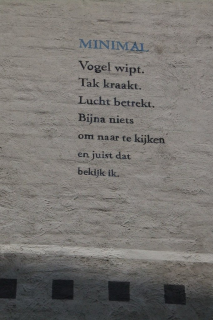 MINIMAL
Vogel wipt.
Tak kraakt.
Lucht betrekt.
Bijna niets
om naar te kijken
en juist dat
bekijk ik.